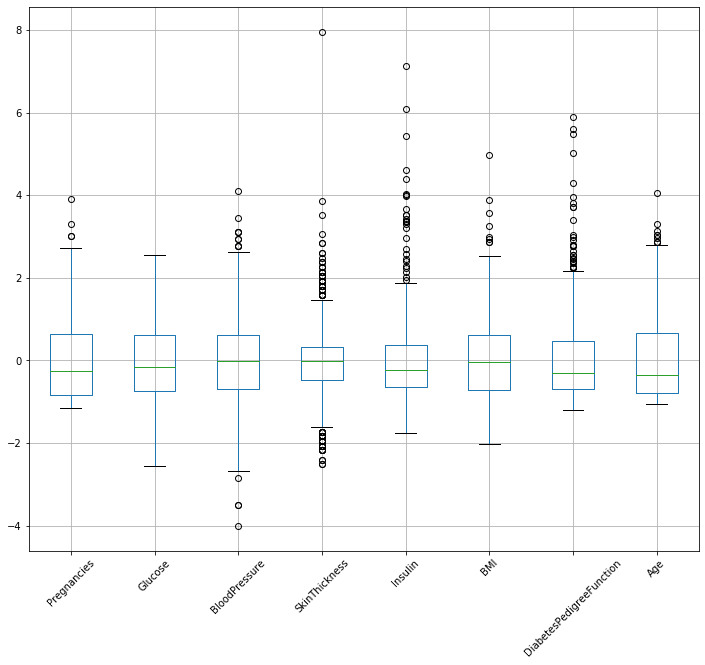 8
6
4
2
0
−2
−4
Pregnancies
Glucose
BloodPressure
SkinThickness
Insulin
BMI
DiabetesPedigreeFunction
Age